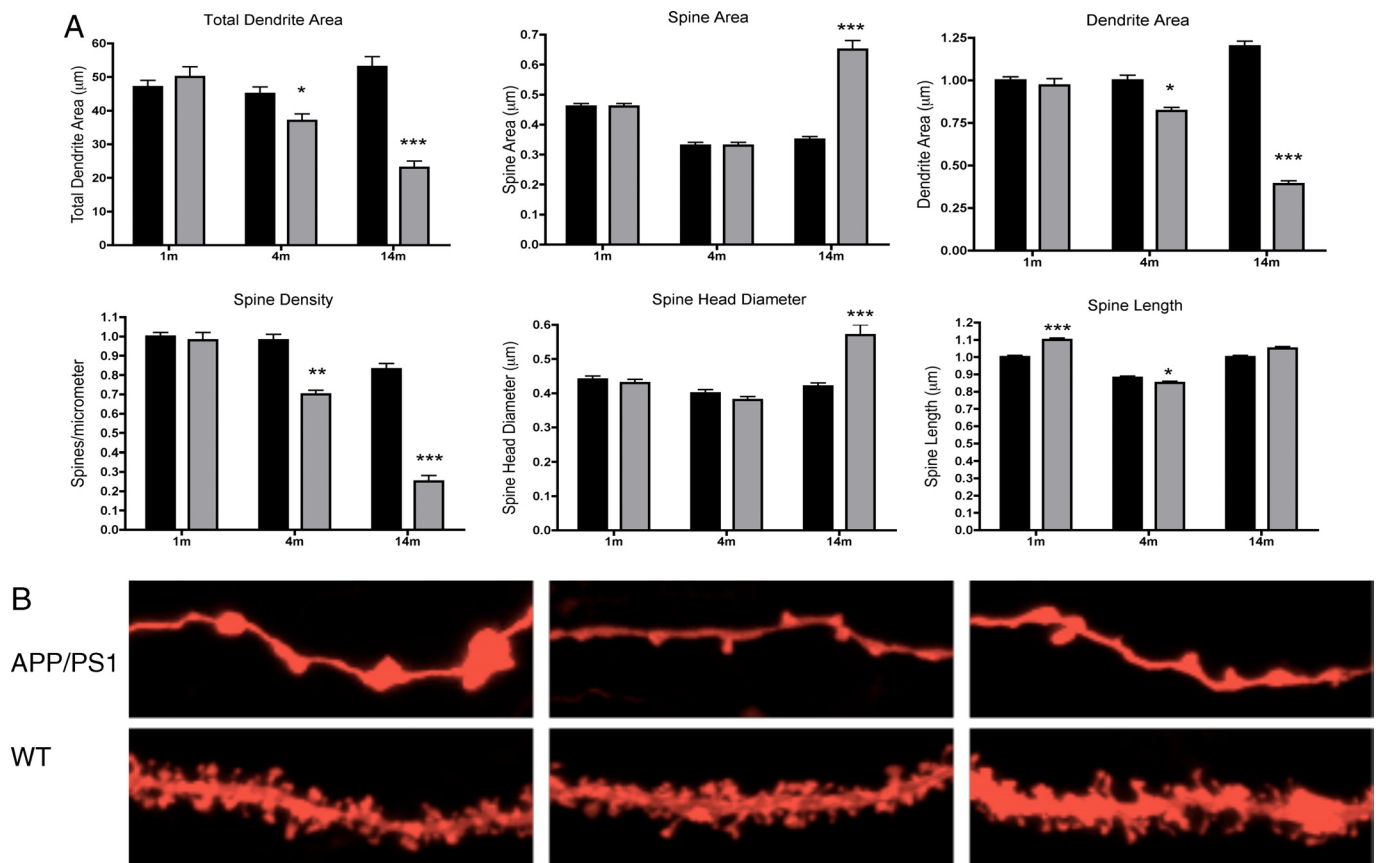 A
Total Dendrite Area
Total Dendrite Area (μm)
60
50
40
30
20
10
0
*
***
1m 4m 14m
Spine Area
Spine Area (μm)
0.7
0.6
0.5
0.4
0.3
0.2
0.1
0.0
***
1m 4m 14m
Dendrite Area
Dendrite Area (μm)
1.25
1.00
0.75
0.50
0.25
0.00
*
***
1m 4m 14m
Spine Density
Spines/micrometer
1.1
1.0
0.9
0.8
0.7
0.6
0.5
0.4
0.3
0.2
0.1
0.0
**
***
1m 4m 14m
Spine Head Diameter
Spine Head Diameter (μm)
0.6
0.5
0.4
0.3
0.2
0.1
0.0
***
1m 4m 14m
Spine Length
Spine Length (μm)
1.2
1.1
1.0
0.9
0.8
0.7
0.6
0.5
0.4
0.3
0.2
0.1
0.0
***
*
1m 4m 14m
B
APP/PS1
WT